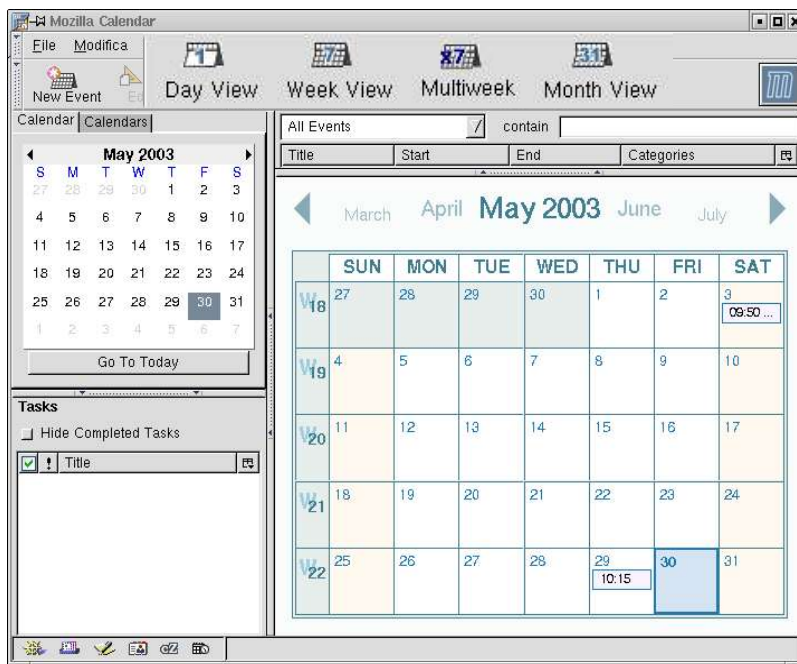 Mozilla Calendar
File Modifica
New Event
Day View Week View Multiweek Month View
Calendar Calendars
May 2003
S M T W T F S
27 28 29 30 1 2 3
4 5 6 7 8 9 10
11 12 13 14 15 16 17
18 19 20 21 22 23 24
25 26 27 28 29 30 31
1 2 3 4 5 6 7
Go To Today
Tasks
Hide Completed Tasks
! Title
All Events contain
Title Start End Categories
March April May 2003 June July
SUN MON TUE WED THU FRI SAT
W18 27 28 29 30 1 2 3
09:50 ...
W19 4 5 6 7 8 9 10
W20 11 12 13 14 15 16 17
W21 18 19 20 21 22 23 24
W22 25 26 27 28 29 30 31
10:15